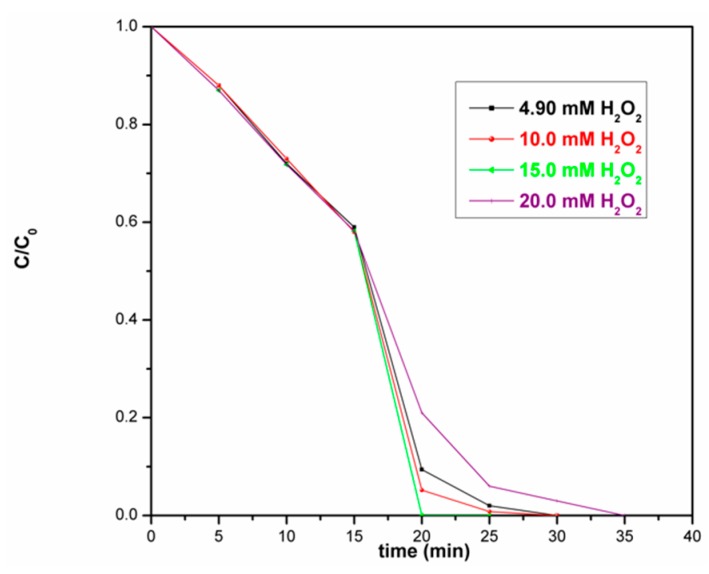 1.0
0.8
0.6
0.4
0.2
0.0
C/C₀
4.90 mM H₂O₂
10.0 mM H₂O₂
15.0 mM H₂O₂
20.0 mM H₂O₂
0 5 10 15 20 25 30 35 40
time (min)